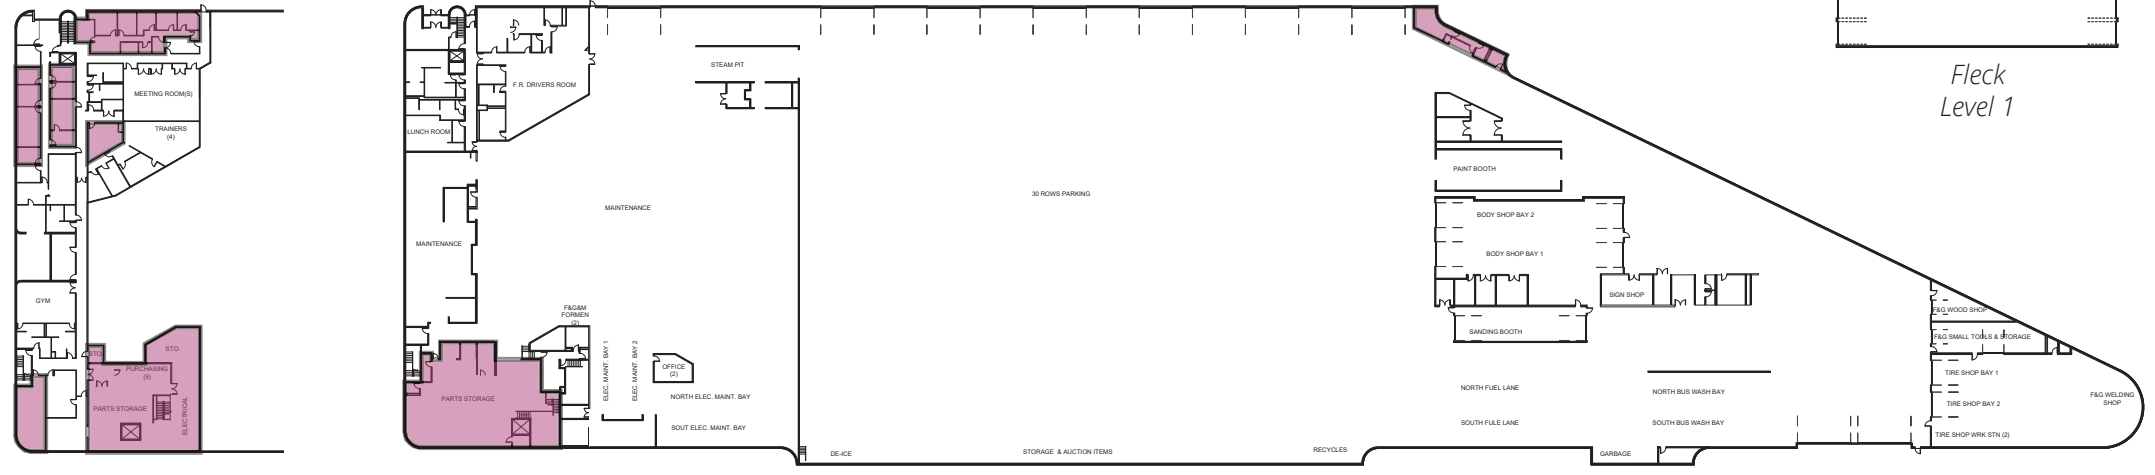 MEETING ROOM(S)
TRAINERS
(4)
GYM
STO.
STO.
PURCHASING
(5)
PARTS STORAGE
ELECTRICAL
F.R. DRIVERS ROOM
LUNCH ROOM
MAINTENANCE
MAINTENANCE
STEAM PIT
F&G&M
FORMEN
(2)
PARTS STORAGE
ELEC. MAINT. BAY 1
ELEC. MAINT. BAY 2
OFFICE
(2)
NORTH ELEC. MAINT. BAY
SOUT ELEC. MAINT. BAY
30 ROWS PARKING
DE-ICE
STORAGE & AUCTION ITEMS
RECYCLES
PAINT BOOTH
BODY SHOP BAY 2
BODY SHOP BAY 1
SIGN SHOP
SANDING BOOTH
NORTH FUEL LANE
SOUTH FULE LANE
NORTH BUS WASH BAY
SOUTH BUS WASH BAY
GARBAGE
F&G WOOD SHOP
F&G SMALL TOOLS & STORAGE
TIRE SHOP BAY 1
TIRE SHOP BAY 2
TIRE SHOP WRK STN (2)
F&G WELDING
SHOP
Fleck
Level 1